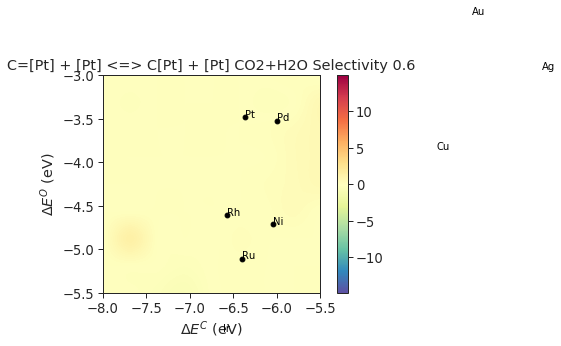 Au
C=[Pt] + [Pt] <=> C[Pt] + [Pt] CO2+H2O Selectivity 0.6
Ag
−3.0
−3.5
−4.0
−4.5
−5.0
−5.5
ΔE^O (eV)
Pt
Pd
Cu
Rh
Ni
Ru
10
5
0
−5
−10
−8.0 −7.5 −7.0 −6.5 −6.0 −5.5
ΔE^C (eV)
Ir